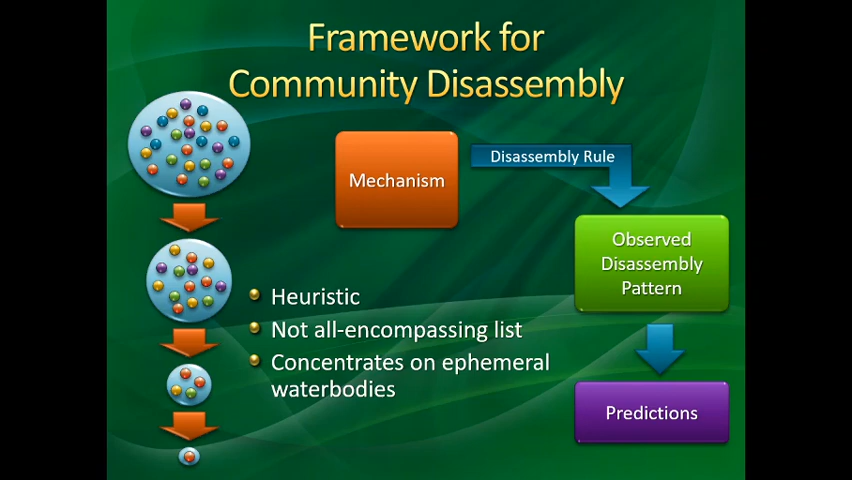 Framework for
Community Disassembly
Mechanism
Disassembly Rule
Observed
Disassembly
Pattern
Heuristic
Not all-encompassing list
Concentrates on ephemeral
waterbodies
Predictions